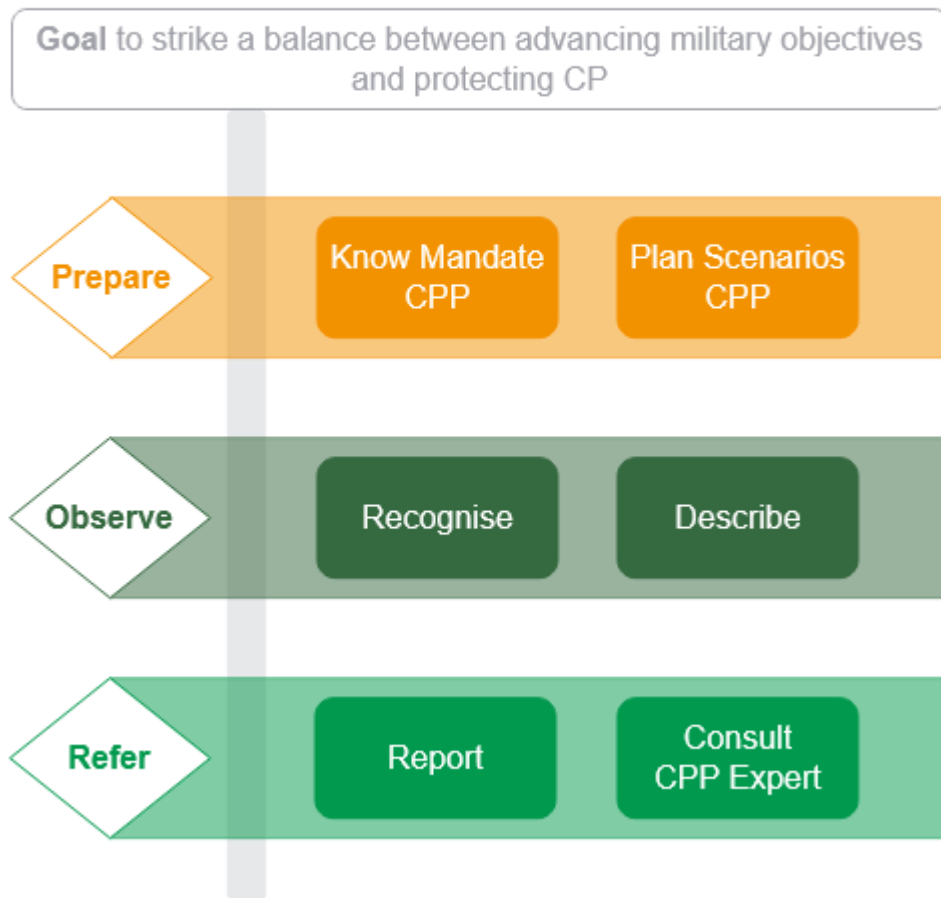 Goal to strike a balance between advancing military objectives
and protecting CP
Prepare
Know Mandate
CPP
Plan Scenarios
CPP
Observe
Recognise
Describe
Refer
Report
Consult
CPP Expert